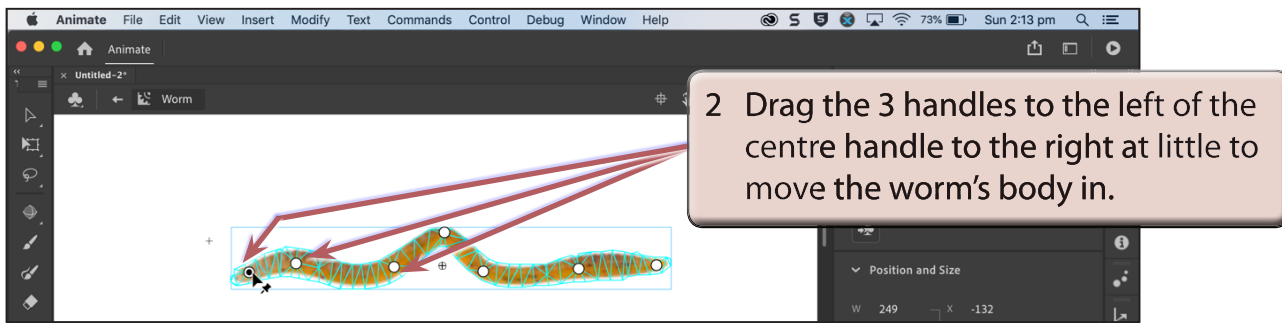 Animate File Edit View Insert Modify Text Commands Control Debug Window Help 73% Sun 2:13 pm
Animate
× Untitled-2*
Worm
2 Drag the 3 handles to the left of the
centre handle to the right at little to
move the worm's body in.
Position and Size
W 249 X -132